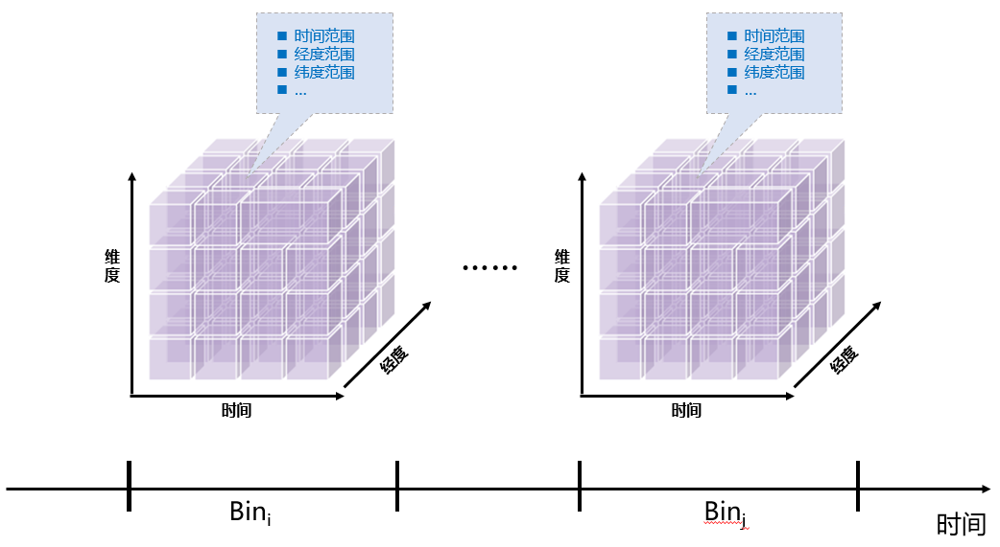 ■ 时间范围
■ 经度范围
■ 纬度范围
■ ...
■ 时间范围
■ 经度范围
■ 纬度范围
■ ...
维度
经度
时间
……
维度
经度
时间
Bini
Binj
时间